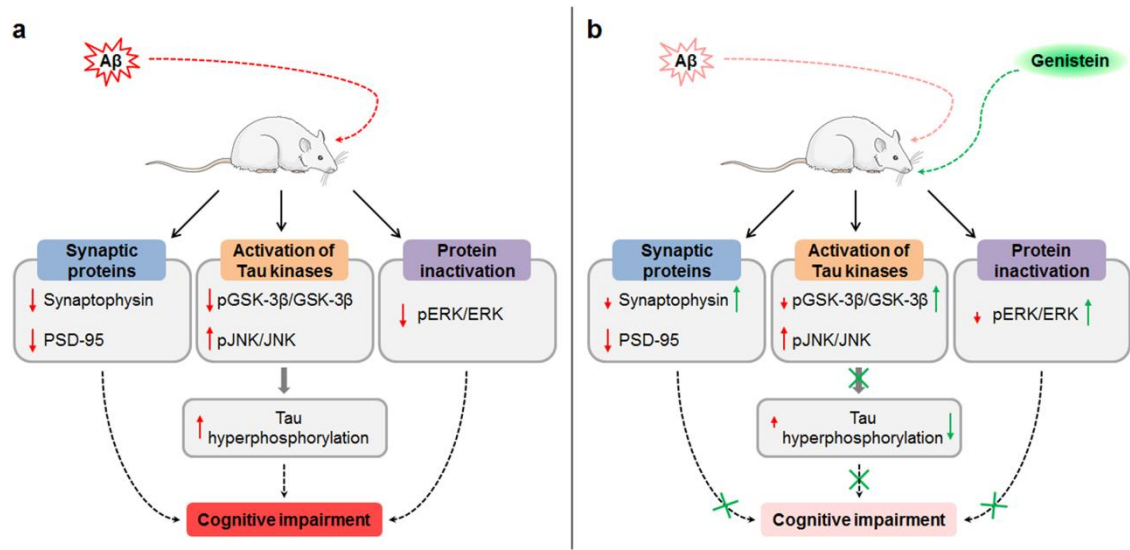 a
Aβ
Synaptic
proteins
Synaptophysin
PSD-95
Activation of
Tau kinases
pGSK-3β/GSK-3β
pJNK/JNK
Protein
inactivation
pERK/ERK
Tau
hyperphosphorylation
Cognitive impairment
b
Aβ
Genistein
Synaptic
proteins
Synaptophysin
PSD-95
Activation of
Tau kinases
pGSK-3β/GSK-3β
pJNK/JNK
Protein
inactivation
pERK/ERK
Tau
hyperphosphorylation
Cognitive impairment